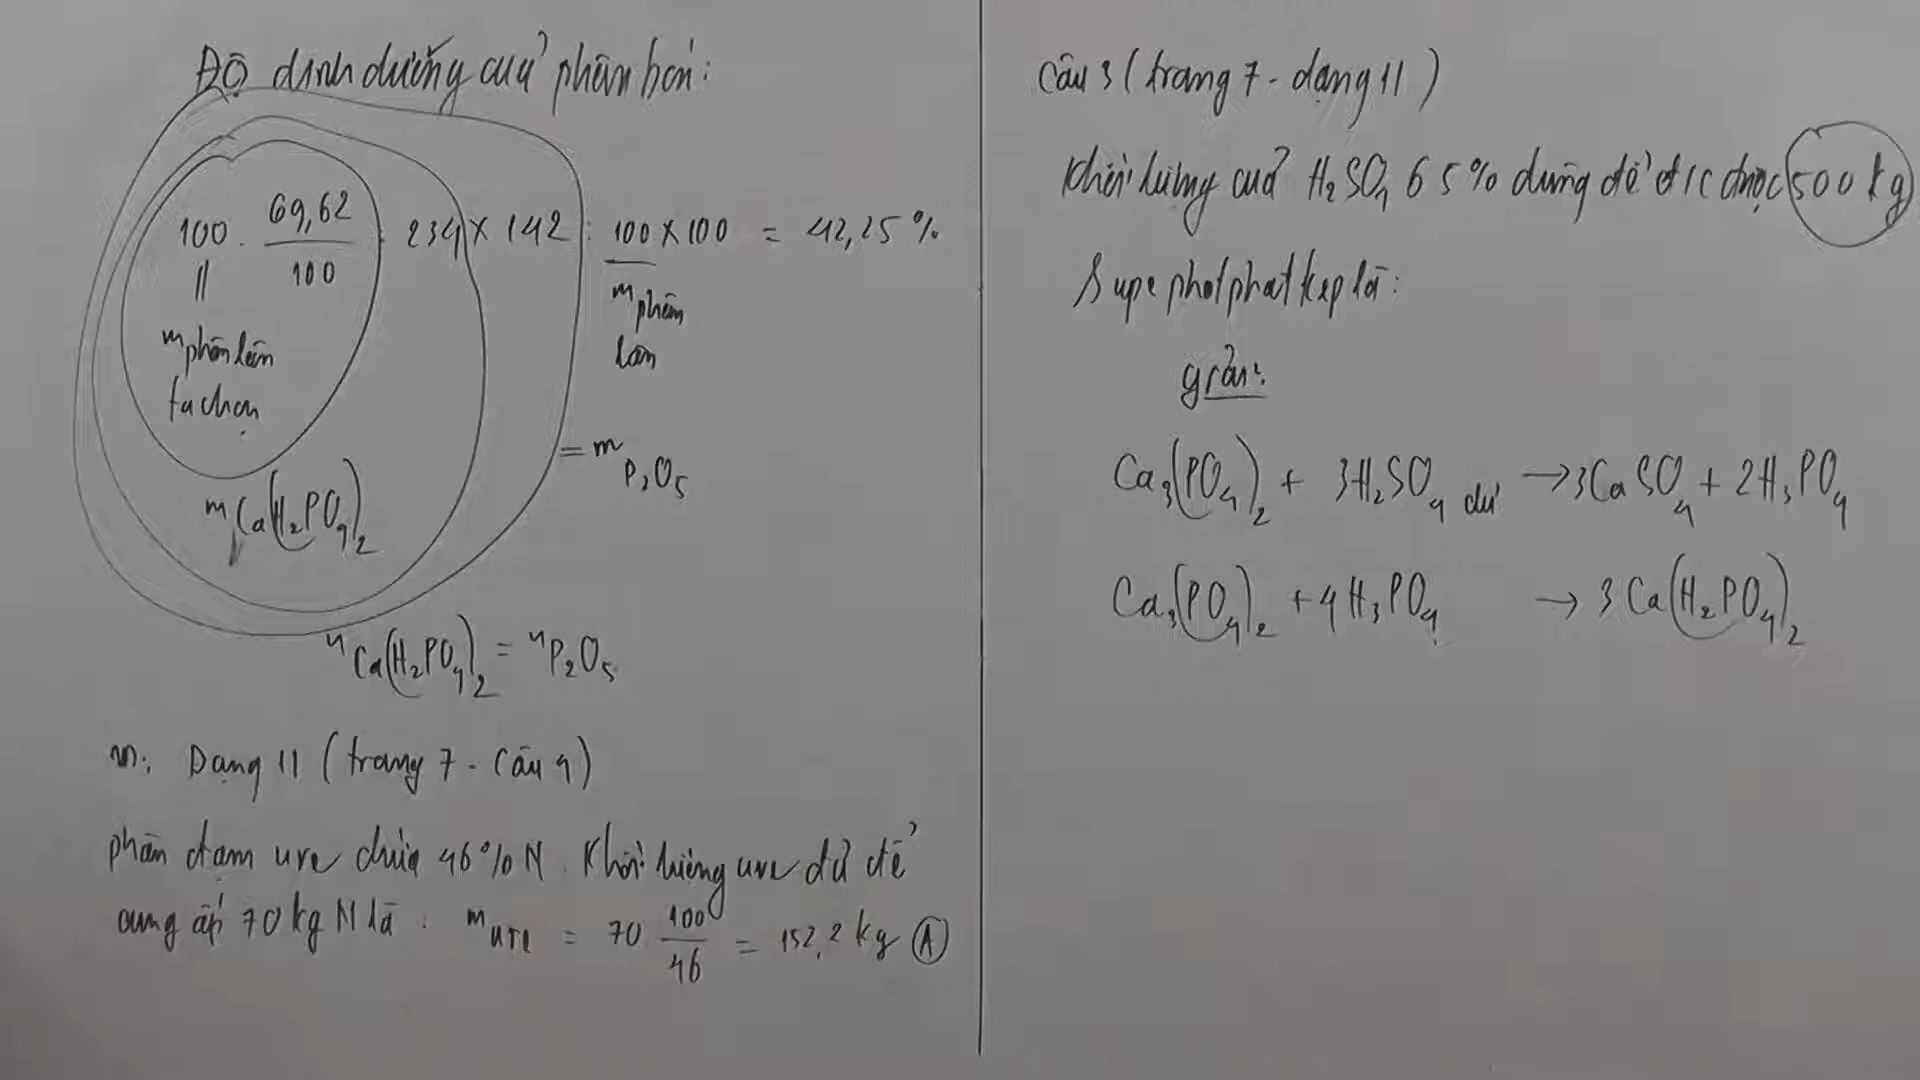 Độ dinh dưỡng của phân bón:
100 . 69,62 / 100 : 234 × 142 : 100 × 100 = 42,25 %
|| m phân lân
m phân lân ta chọn
= m P2O5
m Ca(H2PO4)2
n Ca(H2PO4)2 = n P2O5
Dạng 11 (trang 7 - Câu 4)
phân đạm ure chứa 46% N. Khối lượng ure đủ để
cung cấp 70 kg N là : m ure = 70 . 100 / 46 = 152,2 kg Ⓐ
Câu 3 (trang 7 - dạng 11)
Khối lượng của H2SO4 65% dùng để đ/c được 500 kg
supe photphat kep là:
giải:
Ca3(PO4)2 + 3H2SO4 dư → 3CaSO4 + 2H3PO4
Ca3(PO4)2 + 4H3PO4 → 3Ca(H2PO4)2